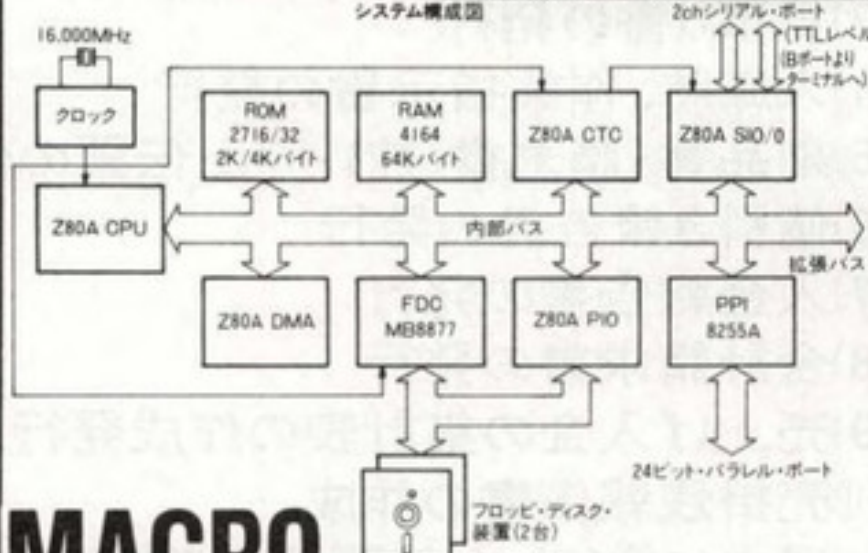 システム構成図
16.000MHz
クロック
Z80A CPU
ROM
2716/32
2K/4Kバイト
RAM
4164
64Kバイト
Z80A CTC
Z80A SIO/0
2chシリアル・ポート
(TTLレベル
(Bポートより
ターミナルへ)
内部バス
拡張バス
Z80A DMA
FDC
MB8877
Z80A PIO
PPI
8255A
24ビット・パラレル・ポート
フロッピ・ディスク・
装置(2台)
MACRO